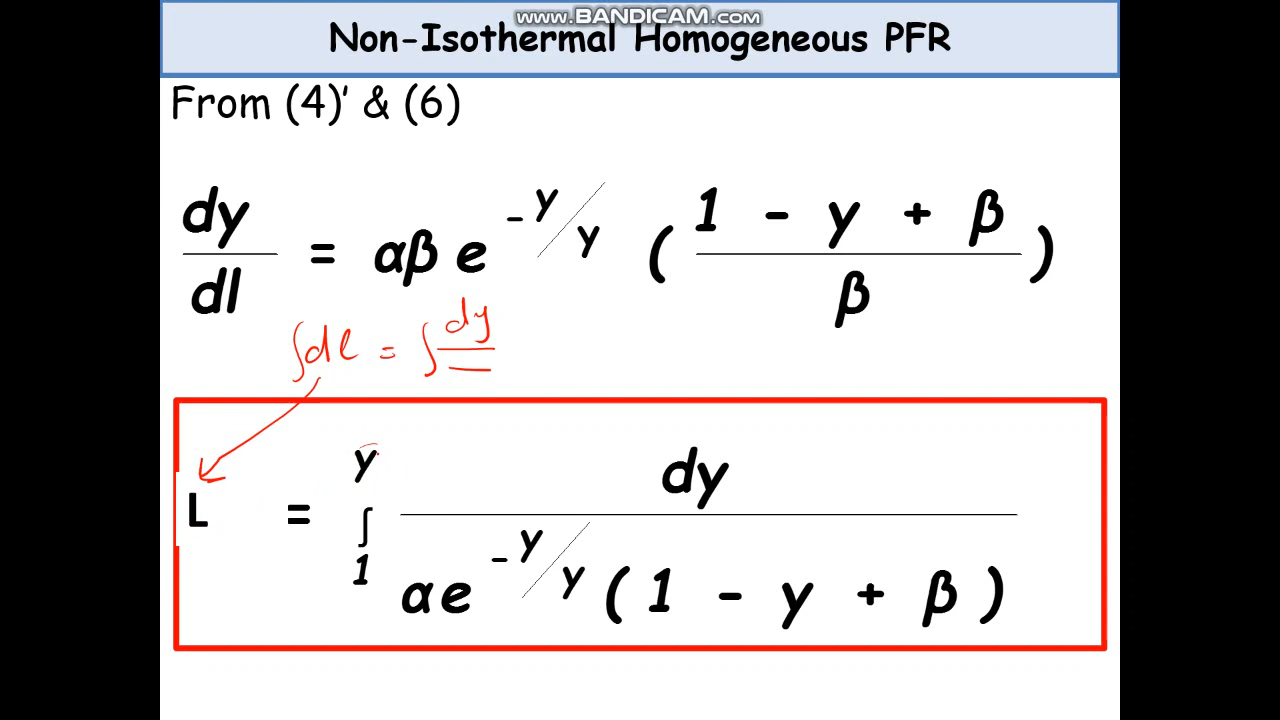 www.BANDICAM.com
Non-Isothermal Homogeneous PFR
From (4)' & (6)
dy/dl = αβ e^(-y/y) ((1 - y + β)/β)
∫dl = ∫dy/—
L = ∫_1^y dy/(αe^(-y/y) (1 - y + β))